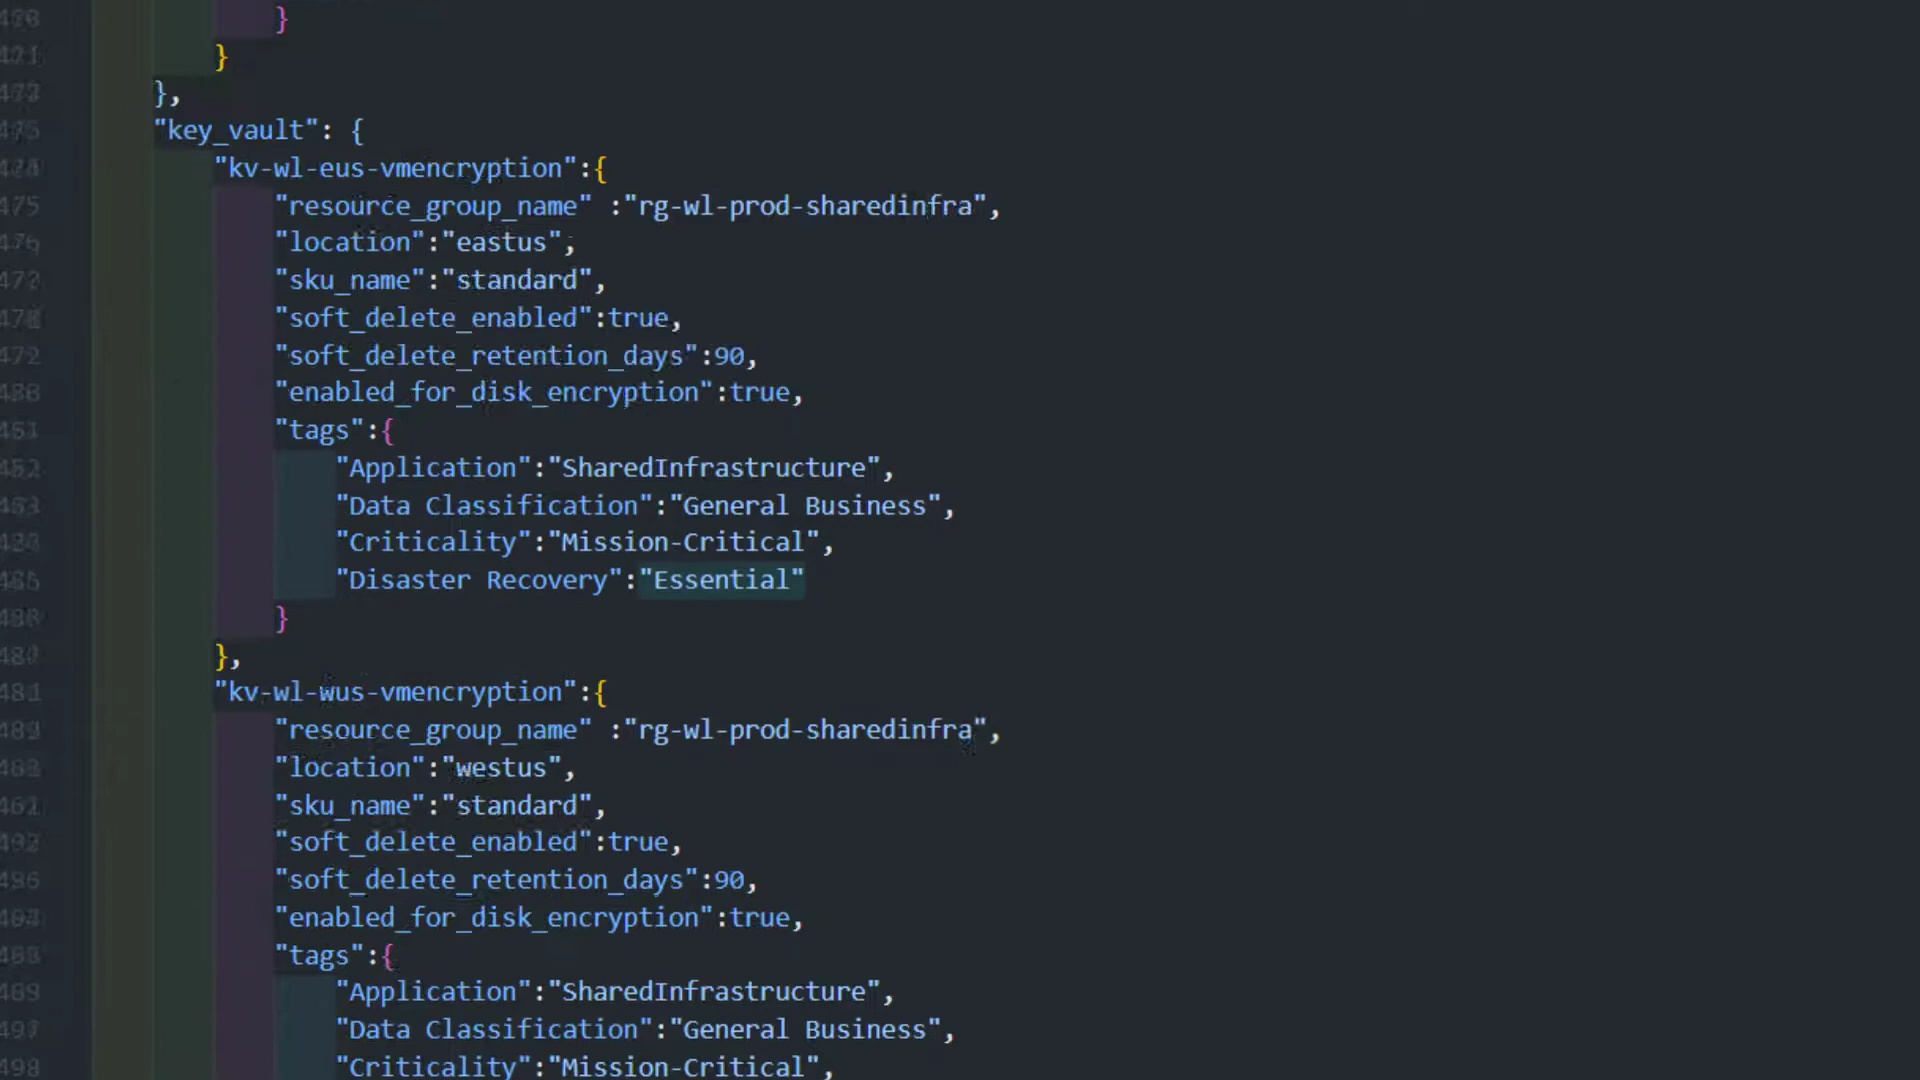 }
}
},
"key_vault": {
"kv-wl-eus-vmencryption":{
"resource_group_name" :"rg-wl-prod-sharedinfra",
"location":"eastus",
"sku_name":"standard",
"soft_delete_enabled":true,
"soft_delete_retention_days":90,
"enabled_for_disk_encryption":true,
"tags":{
"Application":"SharedInfrastructure",
"Data Classification":"General Business",
"Criticality":"Mission-Critical",
"Disaster Recovery":"Essential"
}
},
"kv-wl-wus-vmencryption":{
"resource_group_name" :"rg-wl-prod-sharedinfra",
"location":"westus",
"sku_name":"standard",
"soft_delete_enabled":true,
"soft_delete_retention_days":90,
"enabled_for_disk_encryption":true,
"tags":{
"Application":"SharedInfrastructure",
"Data Classification":"General Business",
"Criticality":"Mission-Critical",